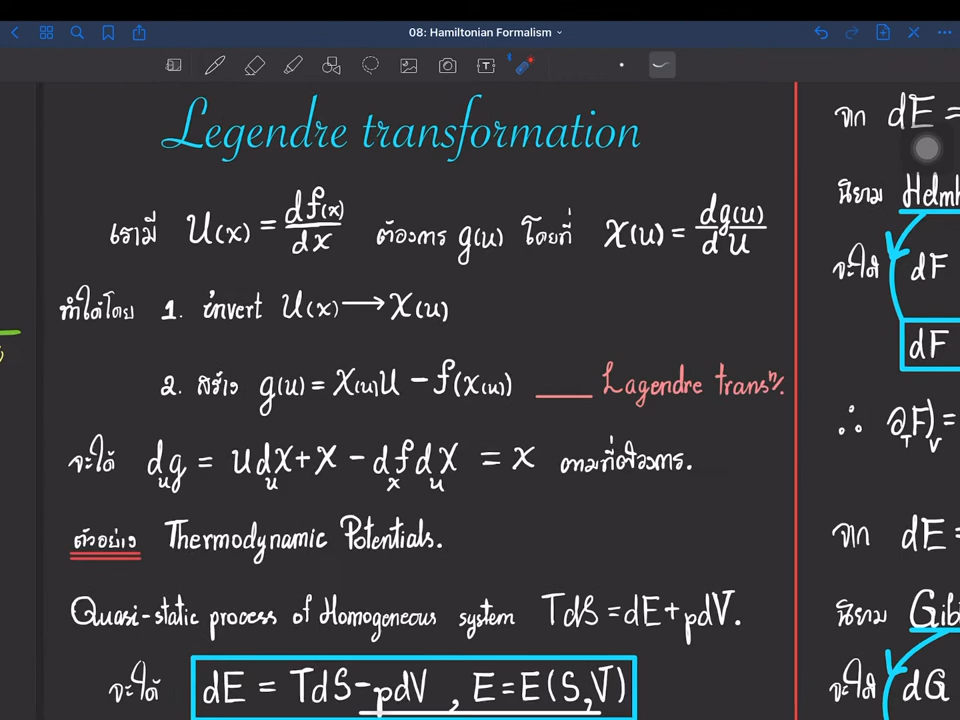 08: Hamiltonian Formalism
Legendre transformation
เรามี U(x) = df(x)/dx ต้องการ g(u) โดยที่ x(u) = dg(u)/du
ทำได้โดย 1. invert U(x) → x(u)
2. สร้าง g(u) = x(u)u − f(x(u)) ___ Lagendre transⁿ.
จะได้ d_u g = u d_u x + x − d_x f d_u x = x ตามที่ต้องการ.
ตัวอย่าง Thermodynamic Potentials.
Quasi-static process of Homogeneous system TdS = dE + pdV.
จะได้ dE = TdS − pdV, E = E(S,V)
จาก dE =
นิยาม Helmh
จะได้ dF
dF
∴ ∂_T F)_V =
จาก dE =
นิยาม Gib
จะได้ dG